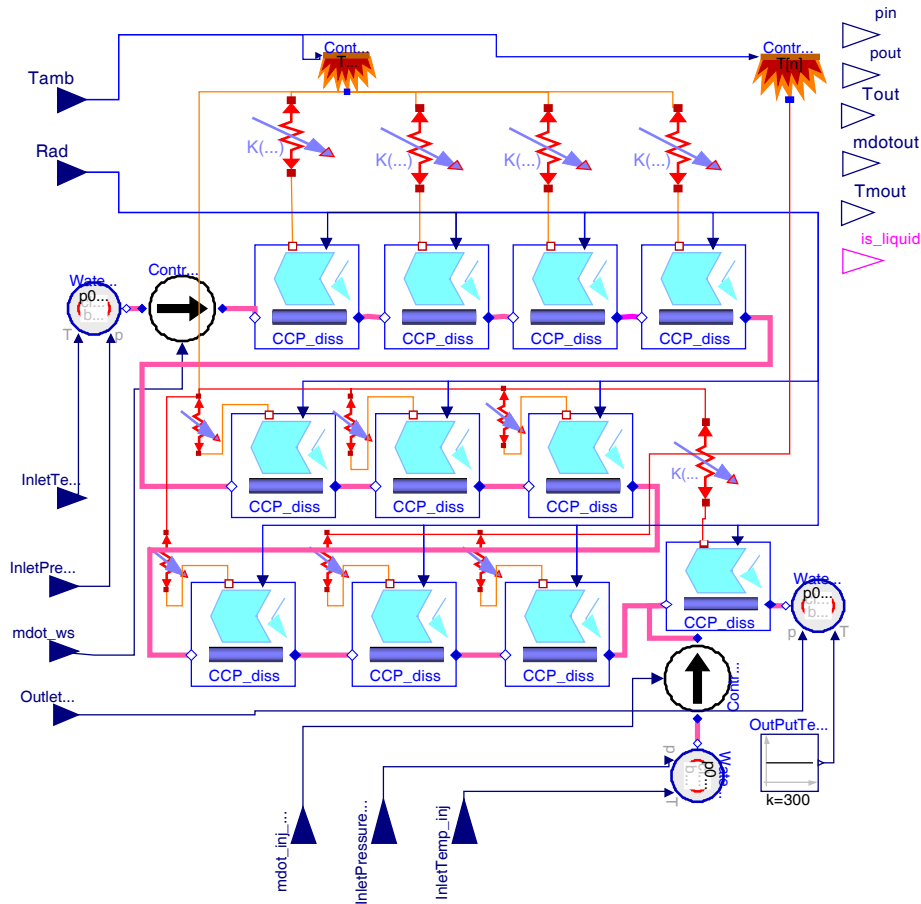 pin
Cont...
T...
Contr...
T[n]
pout
Tamb
Tout
mdotout
Rad
K(...)
K(...)
K(...)
K(...)
Tmout
is_liquid
Wate...
p0...
b...
T
p
Contr...
CCP_diss
CCP_diss
CCP_diss
CCP_diss
InletTe...
K(...
CCP_diss
CCP_diss
CCP_diss
InletPre...
Wate...
p0...
b...
p
T
mdot_ws
CCP_diss
CCP_diss
CCP_diss
CCP_diss
Outlet...
Contr...
OutPutTe...
k=300
p
T
Wate...
p0...
b...
mdot_inj_...
InletPressure...
InletTemp_inj